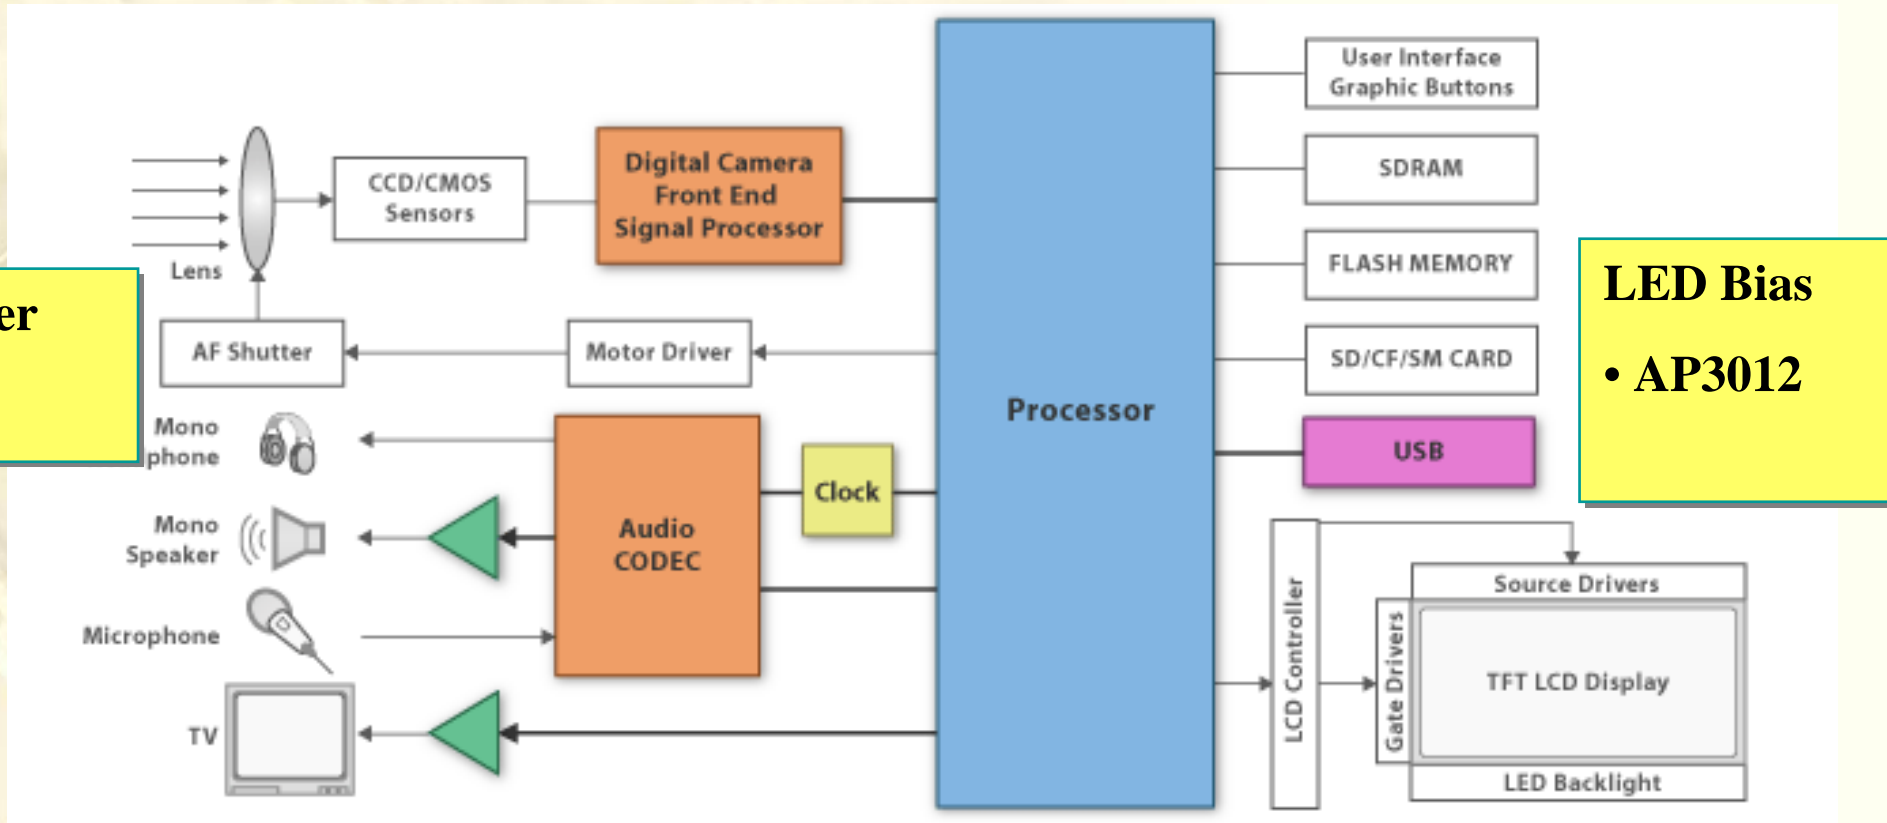 User Interface
Graphic Buttons
Digital Camera
Front End
Signal Processor
CCD/CMOS
Sensors
SDRAM
Lens
FLASH MEMORY
LED Bias
• AP3012
er
AF Shutter
Motor Driver
SD/CF/SM CARD
Processor
Mono
phone
USB
Clock
Mono
Speaker
Audio
CODEC
Microphone
LCD Controller
Source Drivers
Gate Drivers
TFT LCD Display
LED Backlight
TV